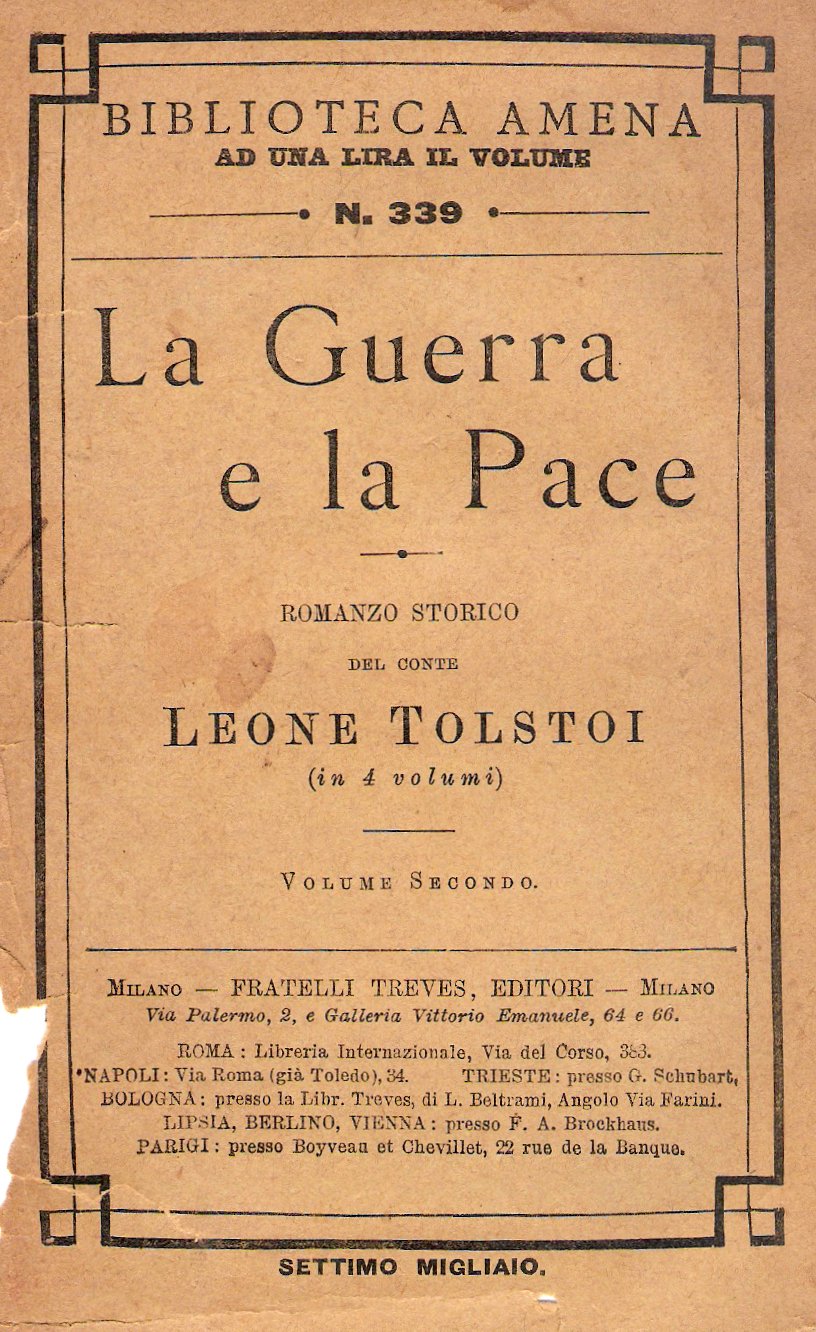 BIBLIOTECA AMENA
AD UNA LIRA IL VOLUME
N. 339
La Guerra
e la Pace
ROMANZO STORICO
DEL CONTE
LEONE TOLSTOI
(in 4 volumi)
VOLUME SECONDO.
MILANO — FRATELLI TREVES, EDITORI — MILANO
Via Palermo, 2, e Galleria Vittorio Emanuele, 64 e 66.
ROMA: Libreria Internazionale, Via del Corso, 383.
NAPOLI: Via Roma (già Toledo), 34. TRIESTE: presso G. Schubart,
BOLOGNA: presso la Libr. Treves, di L. Beltrami, Angolo Via Farini.
LIPSIA, BERLINO, VIENNA: presso F. A. Brockhaus.
PARIGI: presso Boyveau et Chevillet, 22 rue de la Banque.
SETTIMO MIGLIAIO.